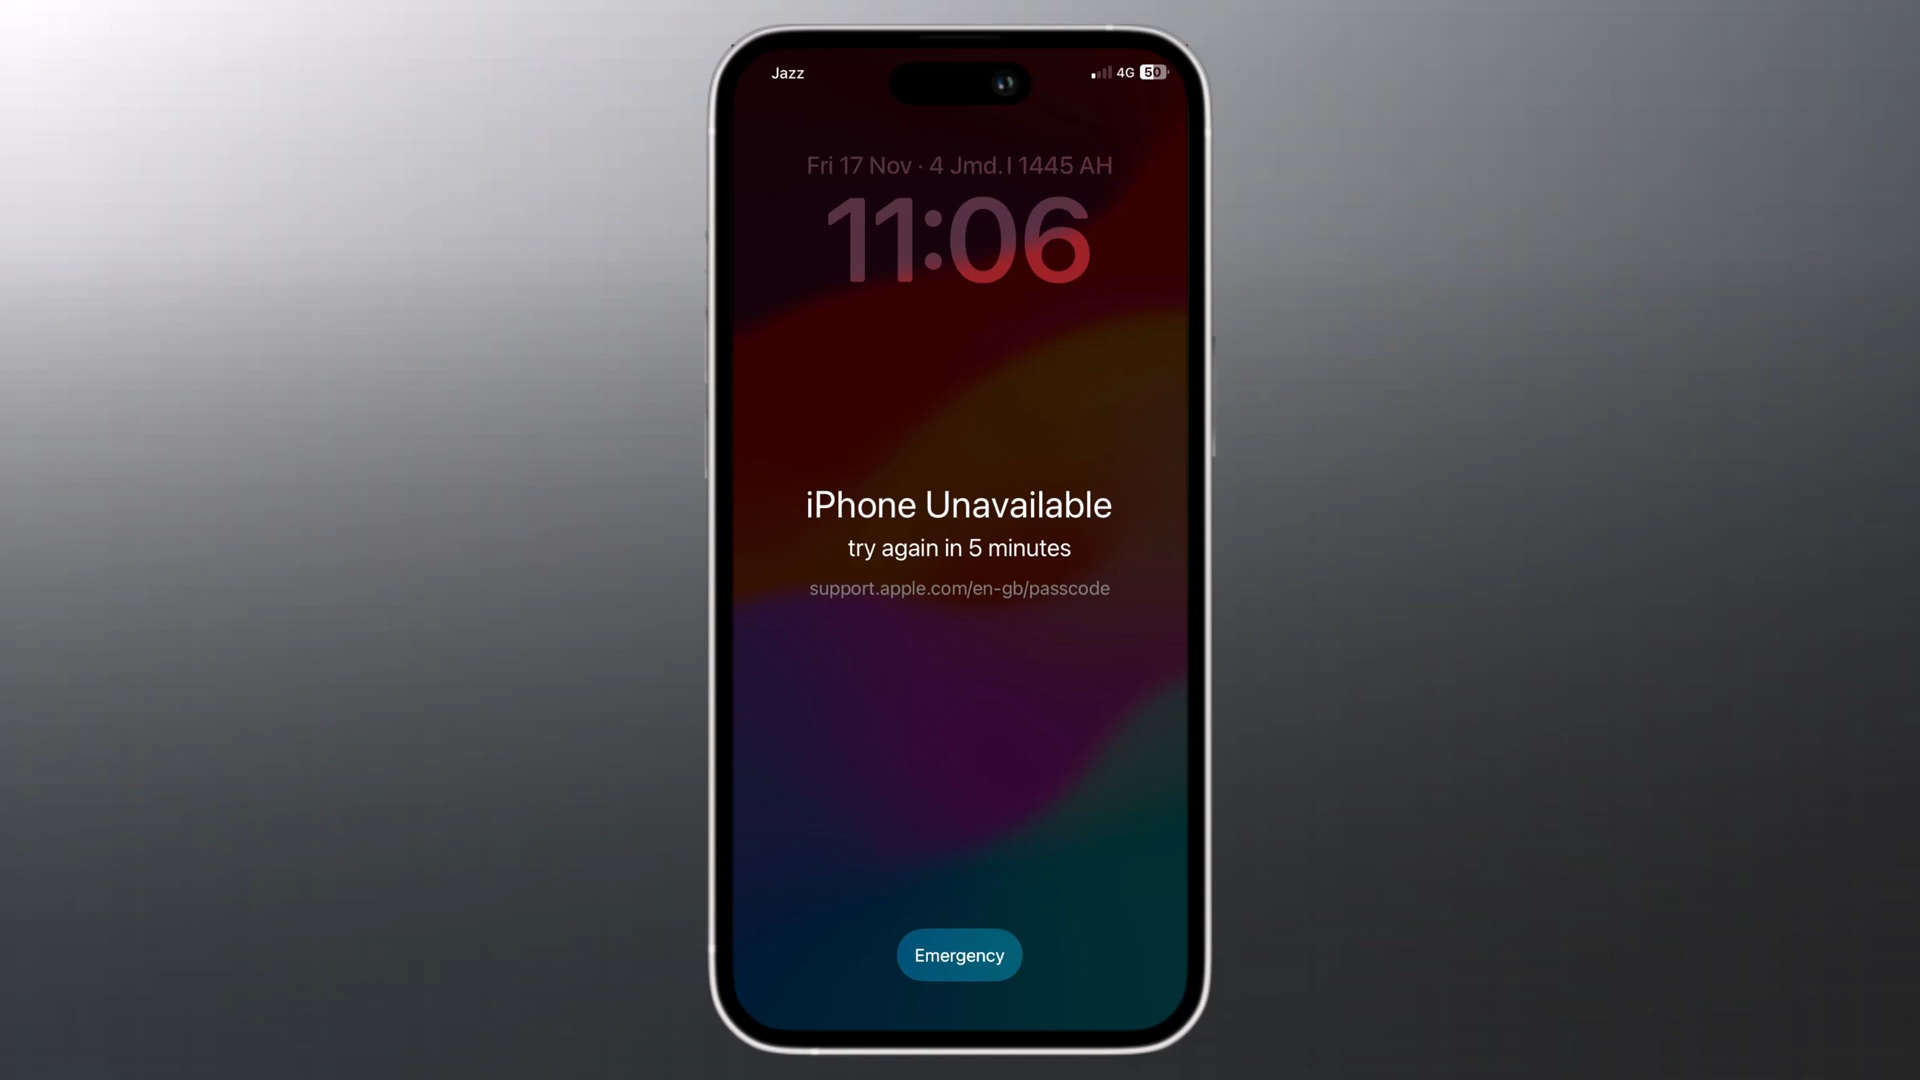 Jazz
4G 50
Fri 17 Nov · 4 Jmd. I 1445 AH
11:06
iPhone Unavailable
try again in 5 minutes
support.apple.com/en-gb/passcode
Emergency